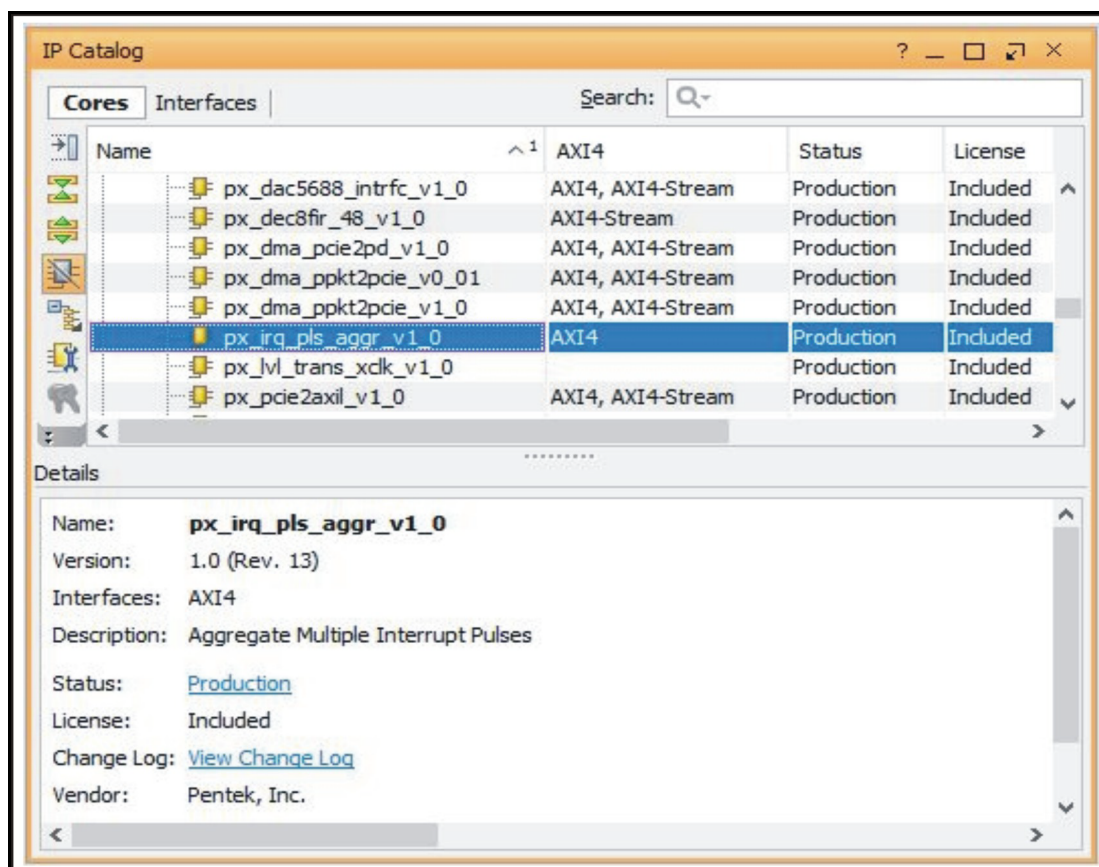 IP Catalog ?
Cores Interfaces Search:
Name 1 AXI4 Status License
px_dac5688_intrfc_v1_0 AXI4, AXI4-Stream Production Included
px_dec8fir_48_v1_0 AXI4-Stream Production Included
px_dma_pcie2pd_v1_0 AXI4, AXI4-Stream Production Included
px_dma_ppkt2pcie_v0_01 AXI4, AXI4-Stream Production Included
px_dma_ppkt2pcie_v1_0 AXI4, AXI4-Stream Production Included
px_irq_pls_aggr_v1_0 AXI4 Production Included
px_lvl_trans_xclk_v1_0 Production Included
px_pcie2axil_v1_0 AXI4, AXI4-Stream Production Included
Details
Name: px_irq_pls_aggr_v1_0
Version: 1.0 (Rev. 13)
Interfaces: AXI4
Description: Aggregate Multiple Interrupt Pulses
Status: Production
License: Included
Change Log: View Change Log
Vendor: Pentek, Inc.